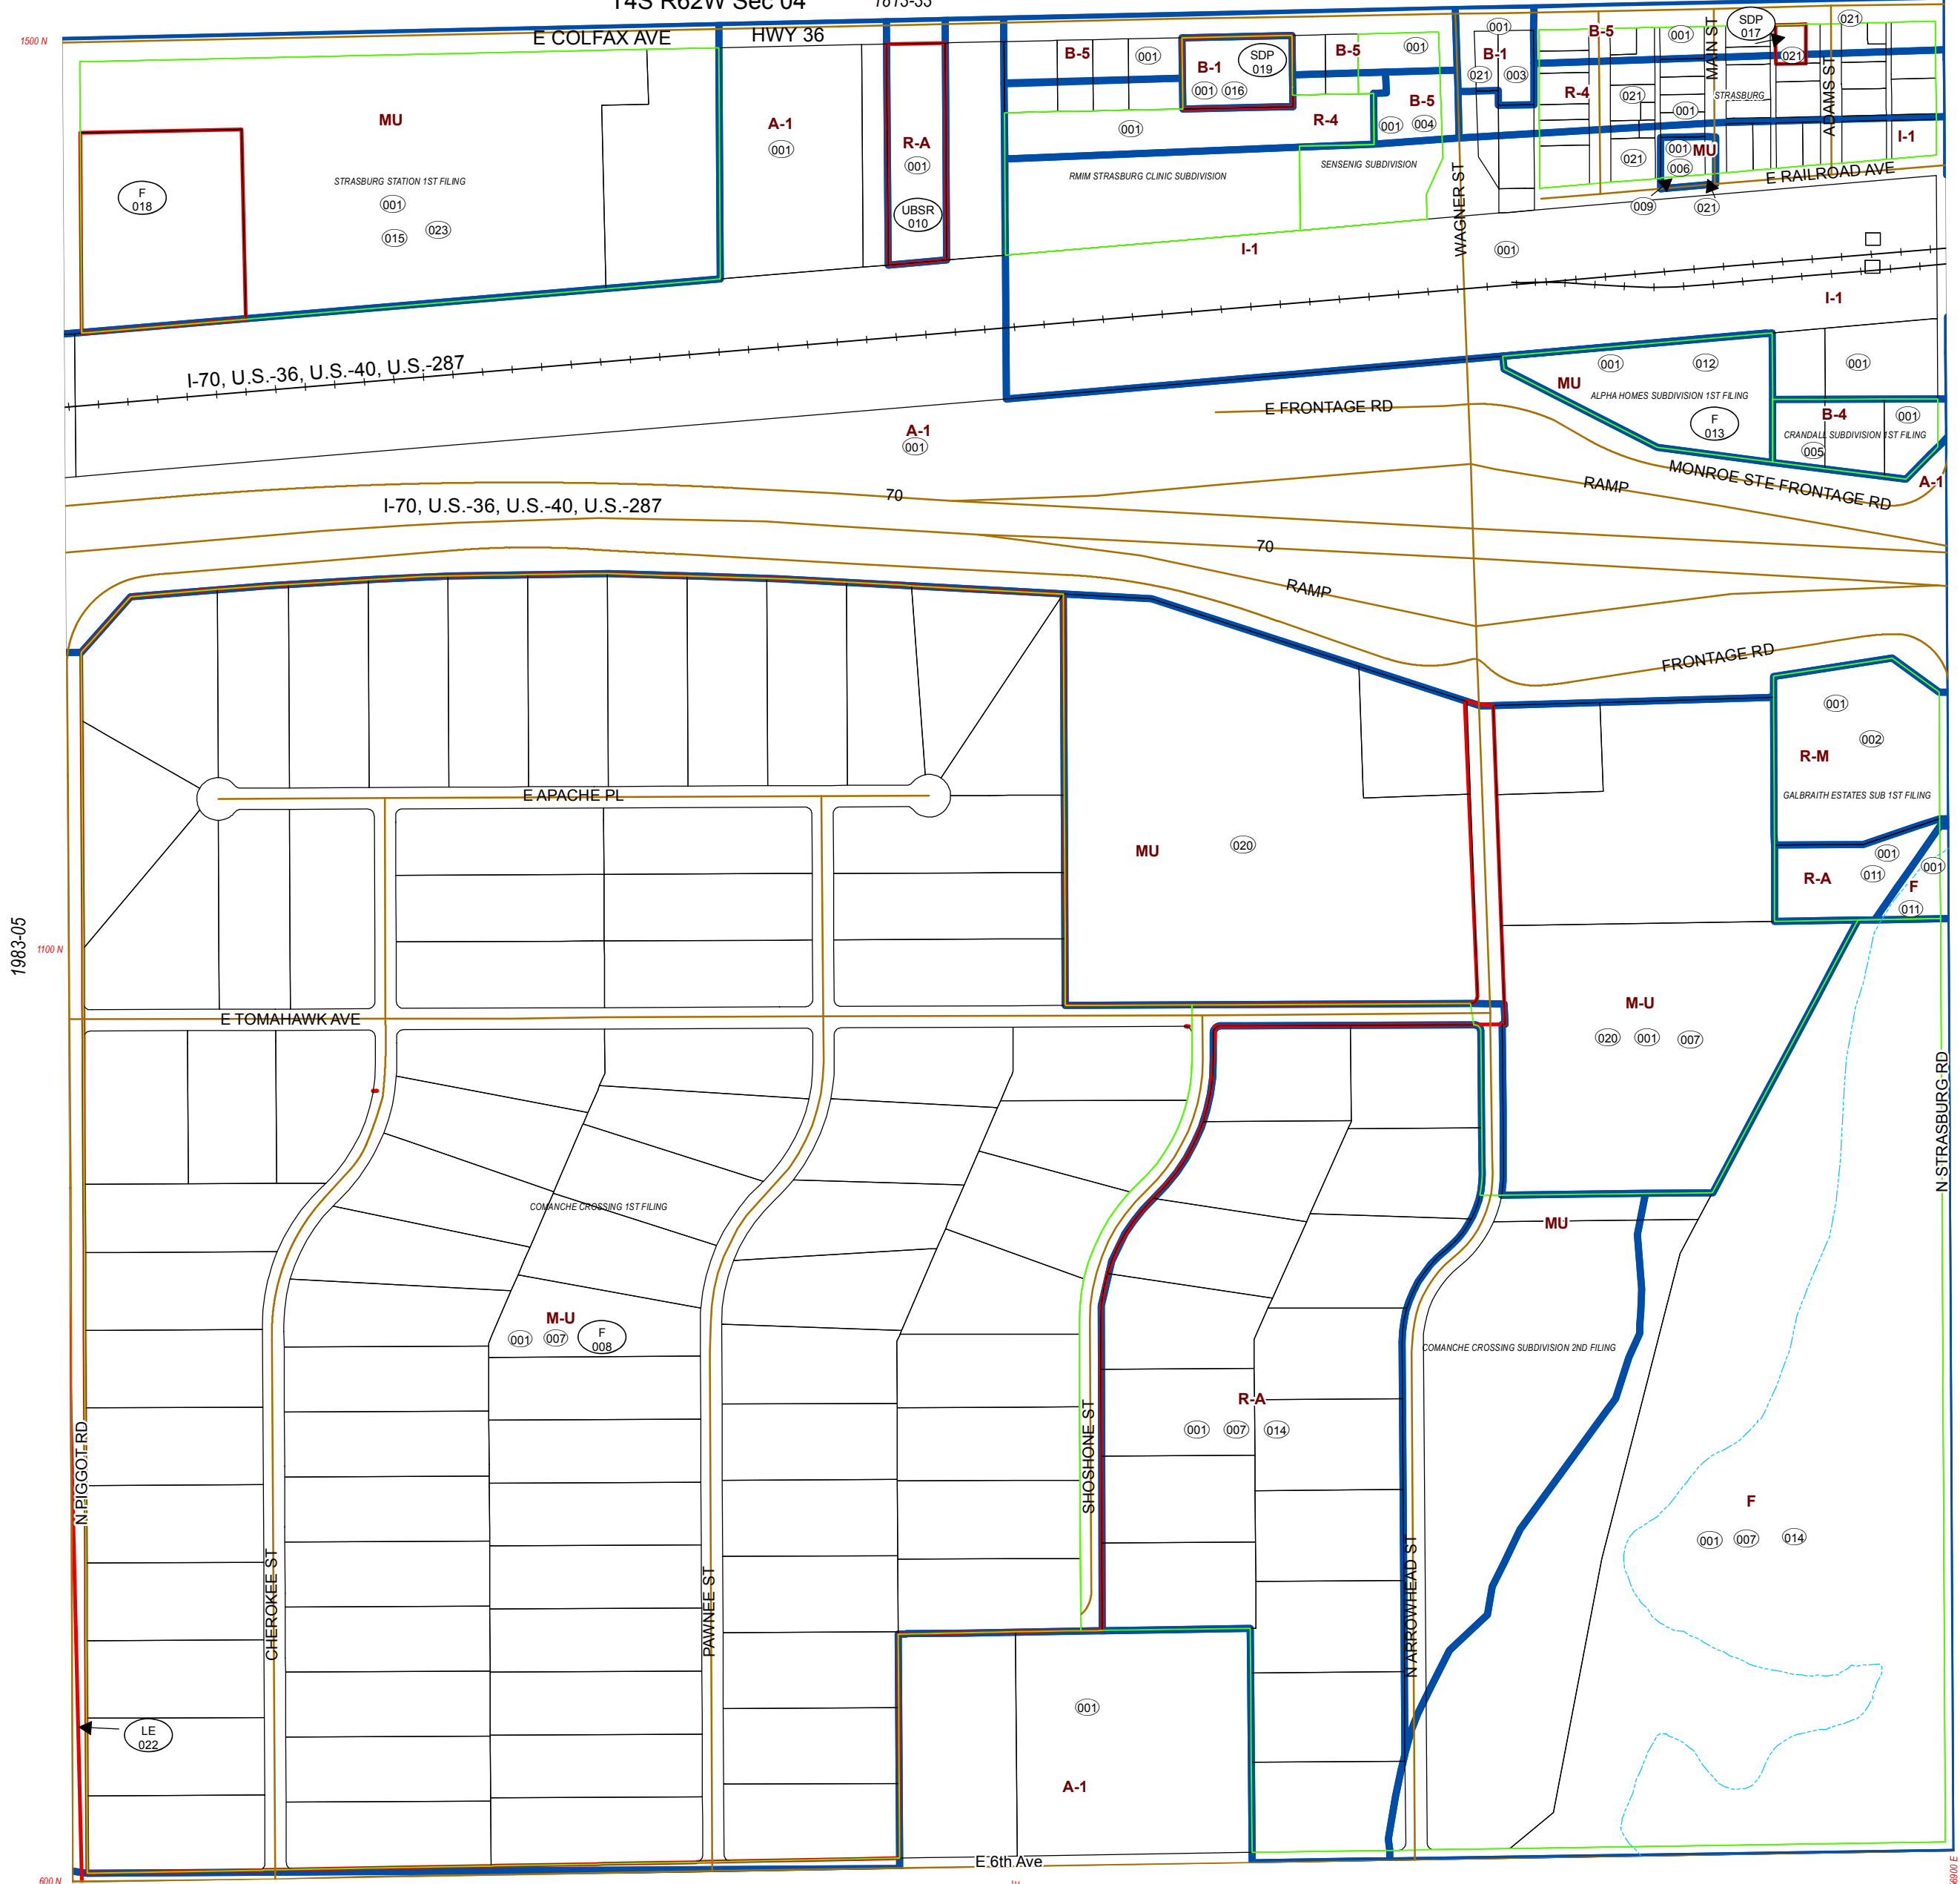 T4S R62W Sec 04
1500 N
E COLFAX AVE
HWY 36
MU
F
018
STRASBURG STATION 1ST FILING
001
015
023
A-1
001
R-A
001
UBSR
010
B-5
001
B-1
001
016
SDP
019
B-5
001
B-5
001
004
R-4
001
RMIM STRASBURG CLINIC SUBDIVISION
SENSENIG SUBDIVISION
WAGNER ST
001
B-1
021
003
B-5
R-4
001
021
001
021
MAIN ST
SDP
017
021
021
STRASBURG
ADAMS ST
001
MU
006
009
021
I-1
E RAILROAD AVE
I-1
001
I-1
I-70, U.S.-36, U.S.-40, U.S.-287
E FRONTAGE RD
A-1
001
MU
001
012
ALPHA HOMES SUBDIVISION 1ST FILING
F
013
001
B-4
001
CRANDALL SUBDIVISION 1ST FILING
005
MONROE STE FRONTAGE RD
A-1
70
RAMP
I-70, U.S.-36, U.S.-40, U.S.-287
70
RAMP
FRONTAGE RD
001
002
R-M
GALBRAITH ESTATES SUB 1ST FILING
E APACHE PL
MU
020
001
R-A
011
001
F
011
1983-05
1100 N
E TOMAHAWK AVE
M-U
020
001
007
N STRASBURG RD
COMANCHE CROSSING 1ST FILING
MU
M-U
001
007
F
008
COMANCHE CROSSING SUBDIVISION 2ND FILING
R-A
001
007
014
SHOSHONE ST
N PIGGOT RD
F
001
007
014
CHEROKEE ST
PAWNEE ST
N ARROWHEAD ST
001
LE
022
A-1
E 6th Ave
600 N